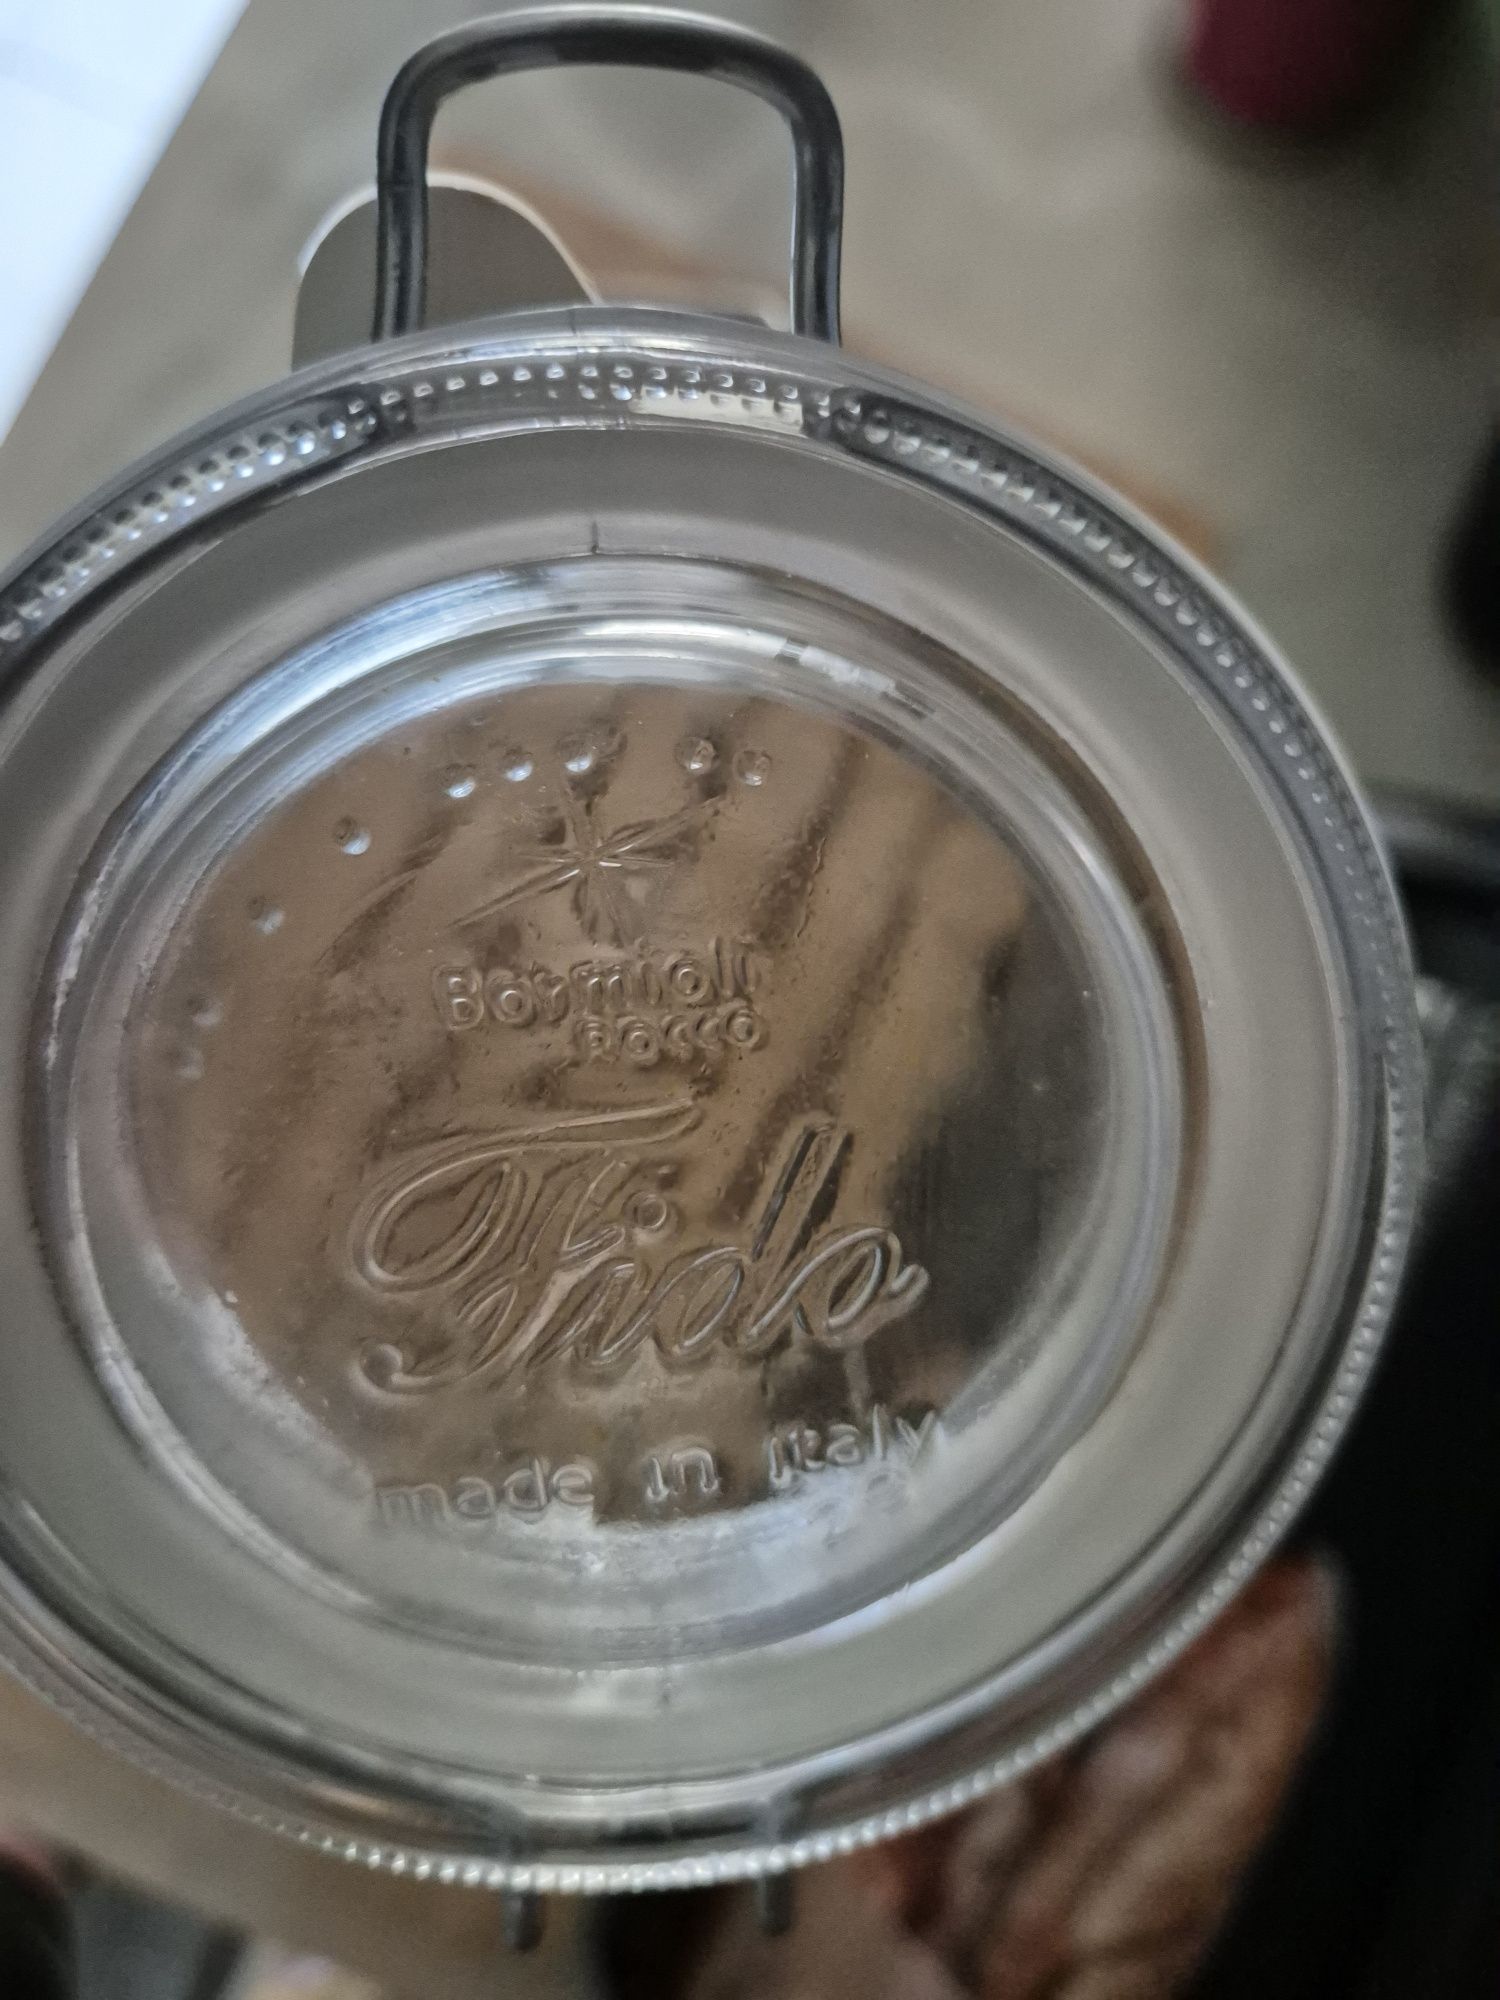 Bormioli
ROCCO
Fido
made in Italy